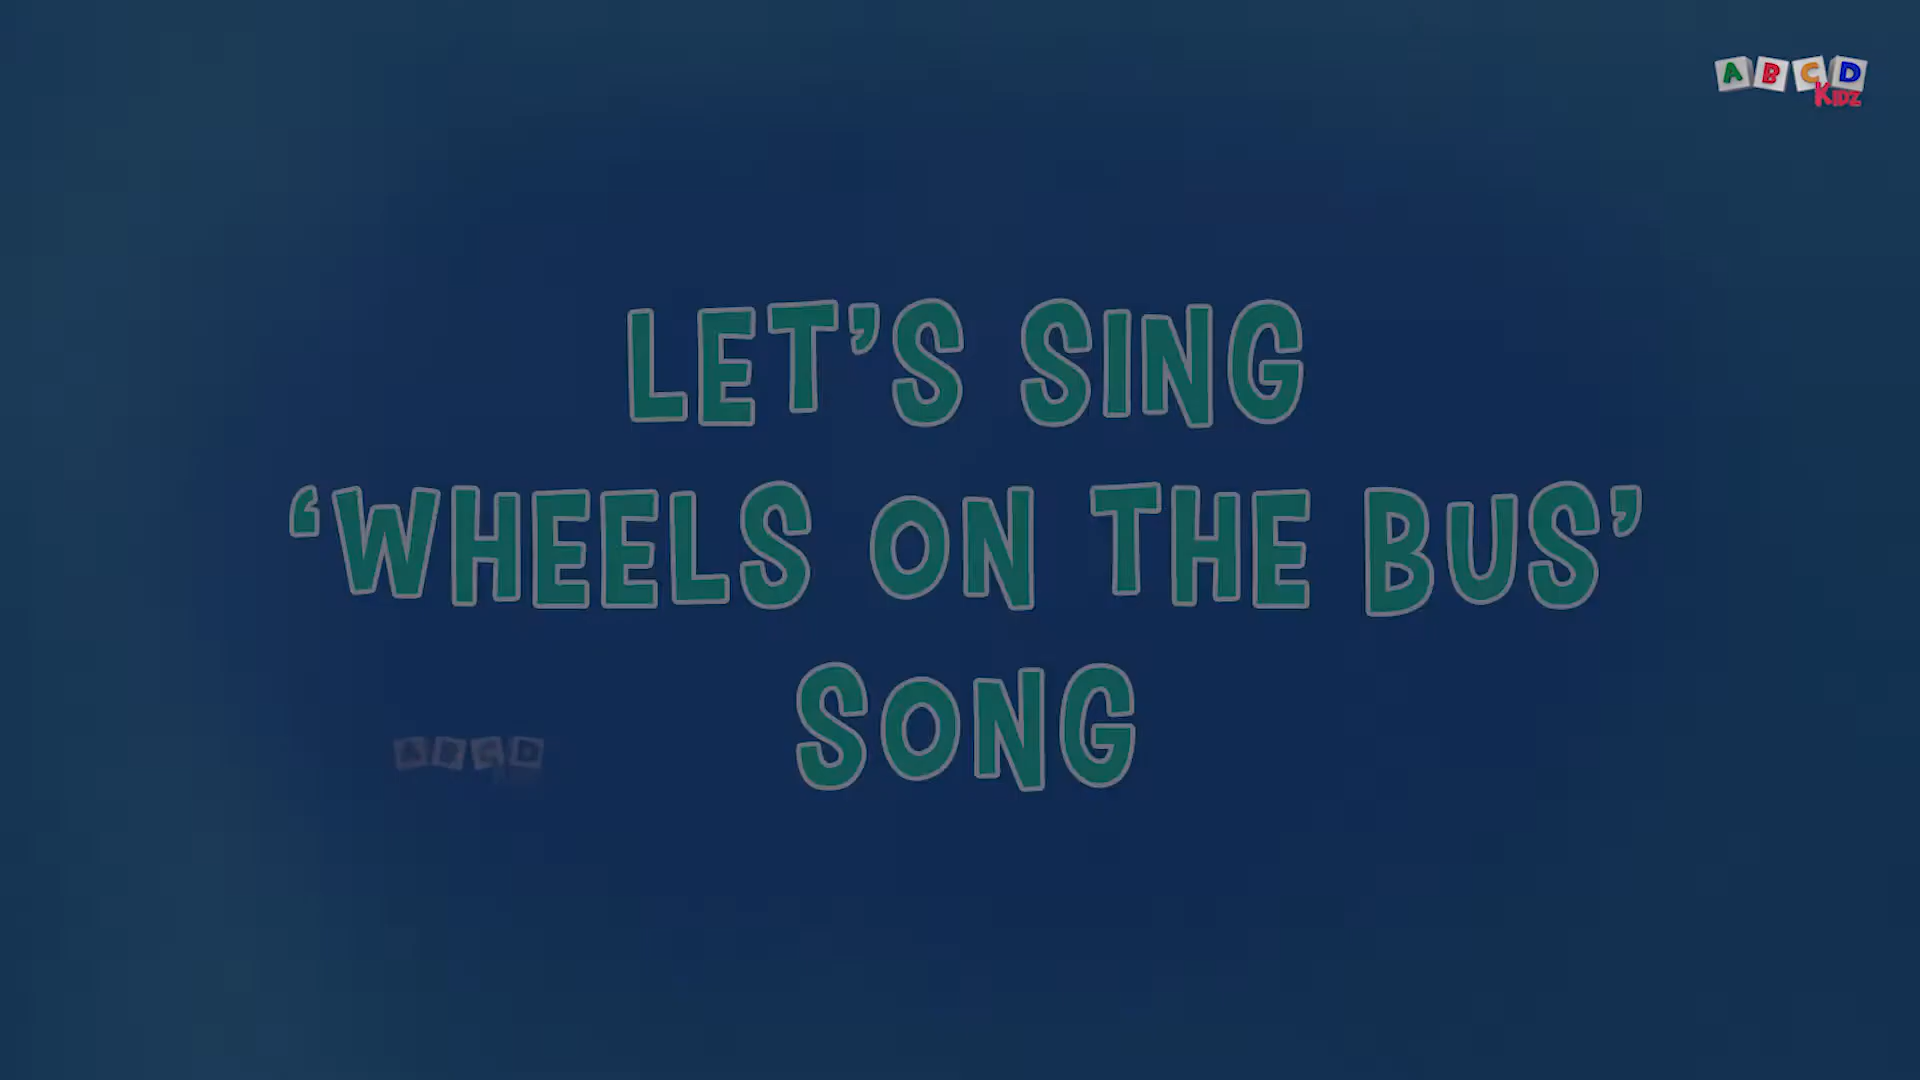 ABCD
KIDZ
LET'S SING
'WHEELS ON THE BUS'
SONG
ABCD